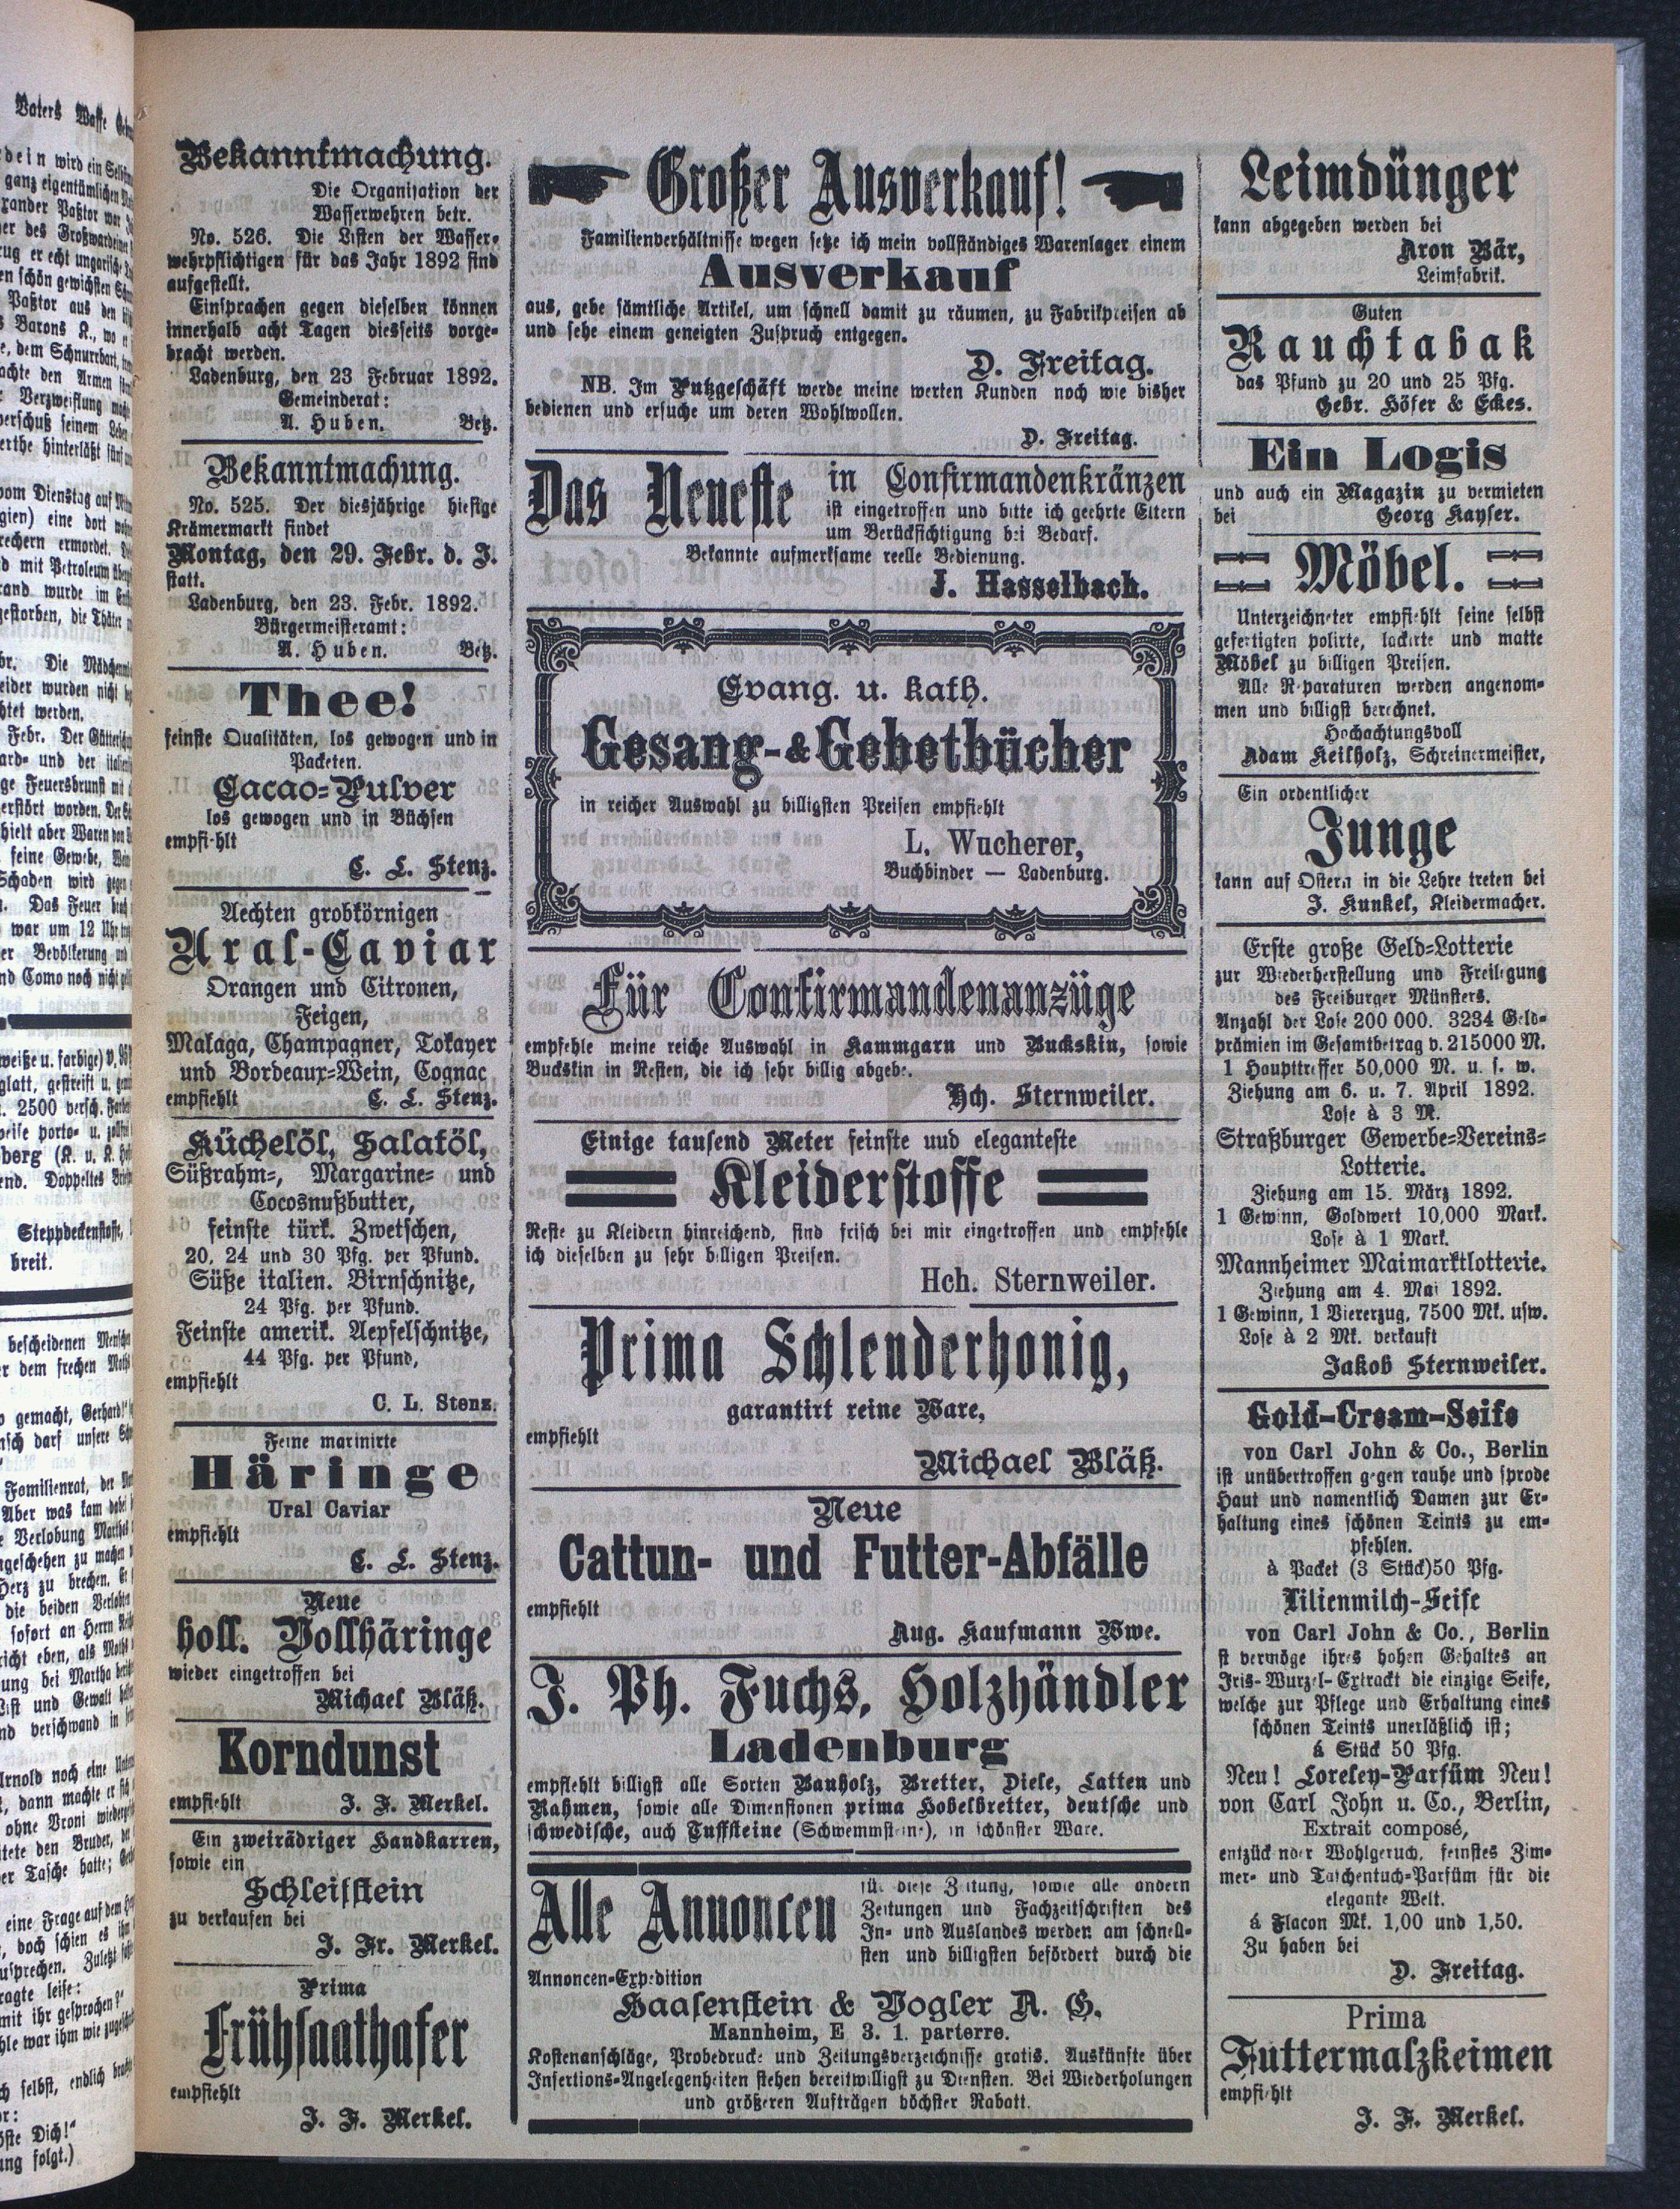 Bekanntmachung.
Die Organisation der
Wasserwehren betr.
No. 526. Die Listen der Wasser-
wehrpflichtigen für das Jahr 1892 sind
aufgestellt.
Einsprachen gegen dieselben können
innerhalb acht Tagen diesseits vorge-
bracht werden.
Ladenburg, den 23 Februar 1892.
Gemeinderat:
A. Huben. Betz.
Bekanntmachung.
No. 525. Der diesjährige hiesige
Krämermarkt findet
Montag, den 29. Febr. d. J.
statt.
Ladenburg, den 23. Febr. 1892.
Bürgermeisteramt:
A. Huben. Betz.
Thee!
feinste Qualitäten, los gewogen und in
Packeten.
Cacao-Pulver
los gewogen und in Büchsen
empfiehlt
C. L. Stenz.
Aechten grobkörnigen
Aral-Caviar
Orangen und Citronen,
Feigen,
Malaga, Champagner, Tokayer
und Bordeaux-Wein, Cognac
empfiehlt C. L. Stenz.
Küchelöl, Salatöl,
Süßrahm-, Margarine- und
Cocosnußbutter,
feinste türk. Zwetschen,
20, 24 und 30 Pfg. per Pfund.
Süße italien. Birnschnitze,
24 Pfg. per Pfund.
Feinste amerik. Aepfelschnitze,
44 Pfg. per Pfund,
empfiehlt
C. L. Stenz.
Feine marinirte
Häringe
Ural Caviar
empfiehlt
C. L. Stenz.
Neue
holl. Vollhäringe
wieder eingetroffen bei
Michael Bläß.
Korndunst
empfiehlt J. F. Merkel.
Ein zweirädriger Handkarren,
sowie ein
Schleifstein
zu verkaufen bei
J. Fr. Merkel.
Prima
Frühsaathafer
empfiehlt
J. F. Merkel.
Großer Ausverkauf!
Familienverhältnisse wegen setze ich mein vollständiges Warenlager einem
Ausverkauf
aus, gebe sämtliche Artikel, um schnell damit zu räumen, zu Fabrikpreisen ab
und sehe einem geneigten Zuspruch entgegen.
D. Freitag.
NB. Im Putzgeschäft werde meine werten Kunden noch wie bisher
bedienen und ersuche um deren Wohlwollen.
D. Freitag.
Das Neueste
in Confirmandenkränzen
ist eingetroffen und bitte ich geehrte Eltern
um Berücksichtigung bei Bedarf.
Bekannte aufmerksame reelle Bedienung.
J. Hasselbach.
Evang. u. kath.
Gesang-&Gebetbücher
in reicher Auswahl zu billigsten Preisen empfiehlt
L. Wucherer,
Buchbinder — Ladenburg.
Für Confirmandenanzüge
empfehle meine reiche Auswahl in Kammgarn und Buckskin, sowie
Buckskin in Resten, die ich sehr billig abgebe.
Hch. Sternweiler.
Einige tausend Meter feinste uud eleganteste
Kleiderstoffe
Reste zu Kleidern hinreichend, sind frisch bei mir eingetroffen und empfehle
ich dieselben zu sehr billigen Preisen.
Hch. Sternweiler.
Prima Schlenderhonig,
garantirt reine Ware,
empfiehlt
Michael Bläß.
Neue
Cattun- und Futter-Abfälle
empfiehlt
Aug. Kaufmann Wwe.
J. Ph. Fuchs, Holzhändler
Ladenburg
empfiehlt billigst alle Sorten Bauholz, Bretter, Diele, Latten und
Rahmen, sowie alle Dimensionen prima Hobelbretter, deutsche und
schwedische, auch Tuffsteine (Schwemmsteine), in schönster Ware.
Alle Annoncen
für diese Zeitung, sowie alle andern
Zeitungen und Fachzeitschriften des
In- und Auslandes werden am schnell-
sten und billigsten befördert durch die
Annoncen-Expedition
Haasenstein & Vogler A. G.
Mannheim, E 3. 1. parterre.
Kostenanschläge, Probedrucke und Zeitungsverzeichnisse gratis. Auskünfte über
Insertions-Angelegenheiten stehen bereitwilligst zu Diensten. Bei Wiederholungen
und größeren Aufträgen höchster Rabatt.
Leimdünger
kann abgegeben werden bei
Aron Bär,
Leimfabrik.
Guten
Rauchtabak
das Pfund zu 20 und 25 Pfg.
Gebr. Höfer & Eckes.
Ein Logis
und auch ein Magazin zu vermieten
bei Georg Kayser.
Möbel.
Unterzeichneter empfiehlt seine selbst
gefertigten polirte, lackirte und matte
Möbel zu billigen Preisen.
Alle Reparaturen werden angenom-
men und billigst berechnet.
Hochachtungsvoll
Adam Keilholz, Schreinermeister,
Ein ordentlicher
Junge
kann auf Ostern in die Lehre treten bei
J. Kunkel, Kleidermacher.
Erste große Geld-Lotterie
zur Wiederherstellung und Freilegung
des Freiburger Münsters.
Anzahl der Lose 200 000. 3234 Geld-
prämien im Gesamtbetrag v. 215000 M.
1 Haupttreffer 50,000 M. u. s. w.
Ziehung am 6. u. 7. April 1892.
Lose à 3 M.
Straßburger Gewerbe-Vereins-
Lotterie.
Ziehung am 15. März 1892.
1 Gewinn, Goldwert 10,000 Mark.
Lose à 1 Mark.
Mannheimer Maimarktlotterie.
Ziehung am 4. Mai 1892.
1 Gewinn, 1 Viererzug, 7500 Mk. usw.
Lose à 2 Mk. verkauft
Jakob Sternweiler.
Gold-Cream-Seife
von Carl John & Co., Berlin
ist unübertroffen gegen rauhe und spröde
Haut und namentlich Damen zur Er-
haltung eines schönen Teints zu em-
pfehlen.
à Packet (3 Stück)50 Pfg.
Lilienmilch-Seife
von Carl John & Co., Berlin
st vermöge ihres hohen Gehaltes an
Iris-Wurzel-Extrackt die einzige Seife,
welche zur Pflege und Erhaltung eines
schönen Teints unerläßlich ist;
á Stück 50 Pfg.
Neu! Loreley-Parfüm Neu!
von Carl John u. Co., Berlin,
Extrait composé,
entzückender Wohlgeruch, feinstes Zim-
mer- und Taschentuch-Parfüm für die
elegante Welt.
á Flacon Mk. 1,00 und 1,50.
Zu haben bei
D. Freitag.
Prima
Futtermalzkeimen
empfiehlt
J. F. Merkel.